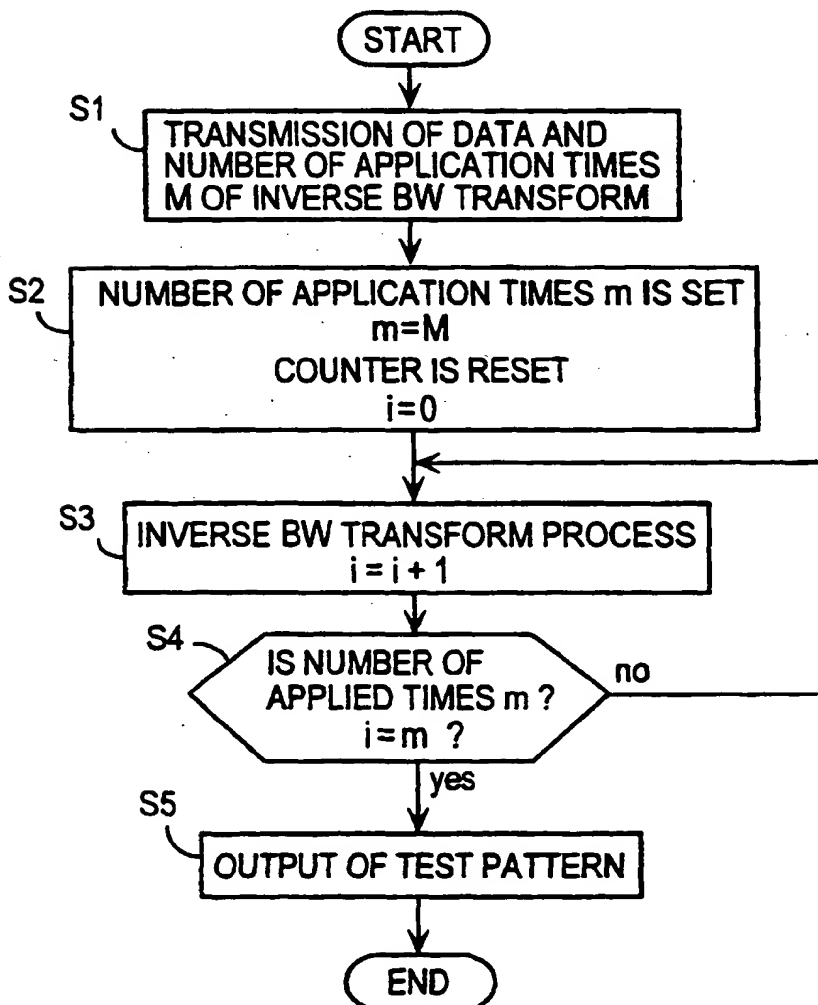 START
S1
TRANSMISSION OF DATA AND
NUMBER OF APPLICATION TIMES
M OF INVERSE BW TRANSFORM
S2
NUMBER OF APPLICATION TIMES m IS SET
m=M
COUNTER IS RESET
i=0
S3
INVERSE BW TRANSFORM PROCESS
i = i + 1
S4
IS NUMBER OF
APPLIED TIMES m ?
i=m ?
no
yes
S5
OUTPUT OF TEST PATTERN
END